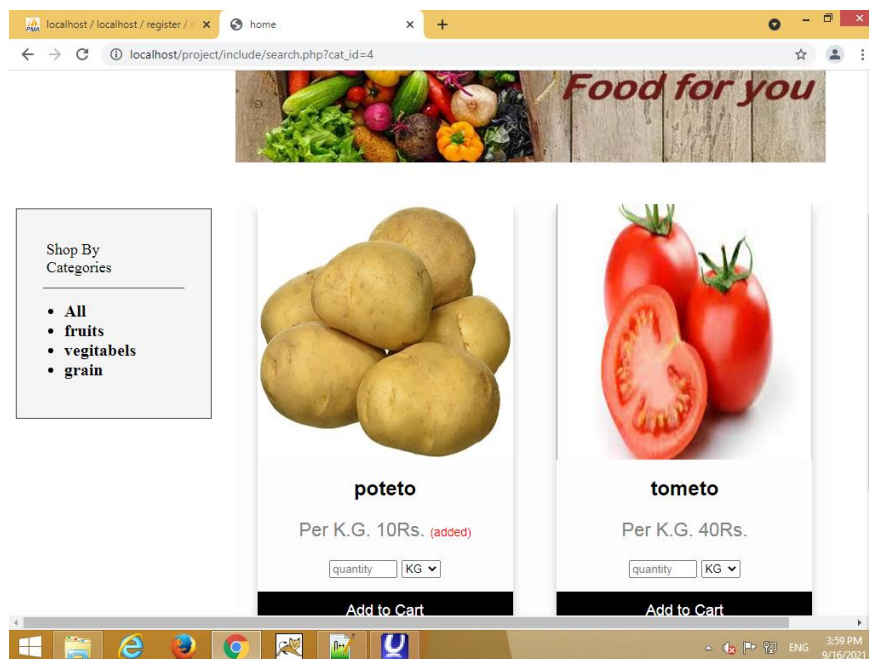 localhost / localhost / register / s
home
localhost/project/include/search.php?cat_id=4
Food for you
Shop By
Categories
All
fruits
vegitabels
grain
poteto
Per K.G. 10Rs. (added)
quantity KG
Add to Cart
tometo
Per K.G. 40Rs.
quantity KG
Add to Cart
ENG
3:59 PM
9/16/2021